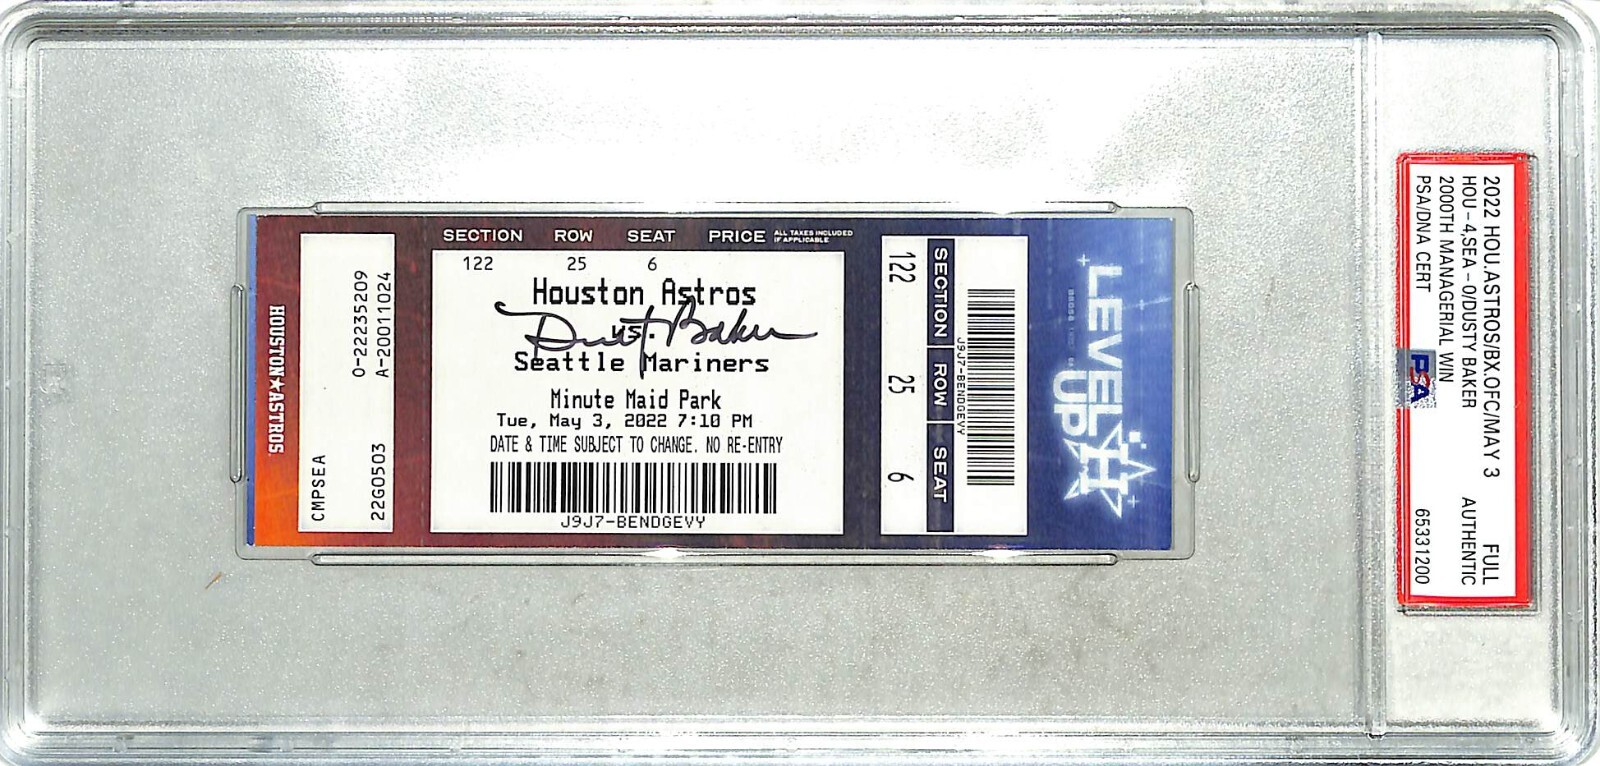 HOUSTON★ASTROS
O-22235209
A-20011024
CMPSEA
22G0503
SECTION ROW SEAT PRICE ALL TAXES INCLUDED IF APPLICABLE
122 25 6
Houston Astros
vs.
Dusty Baker
Seattle Mariners
Minute Maid Park
Tue, May 3, 2022 7:10 PM
DATE & TIME SUBJECT TO CHANGE. NO RE-ENTRY
J9J7-BENDGEVY
SECTION ROW SEAT
122 25 6
J9J7-BENDGEVY
LEVEL
UP
H
2022 HOU.ASTROS/BX.OFC/MAY 3 FULL
HOU-4,SEA-0/DUSTY BAKER AUTHENTIC
2000TH MANAGERIAL WIN
PSA/DNA CERT 65331200
PSA